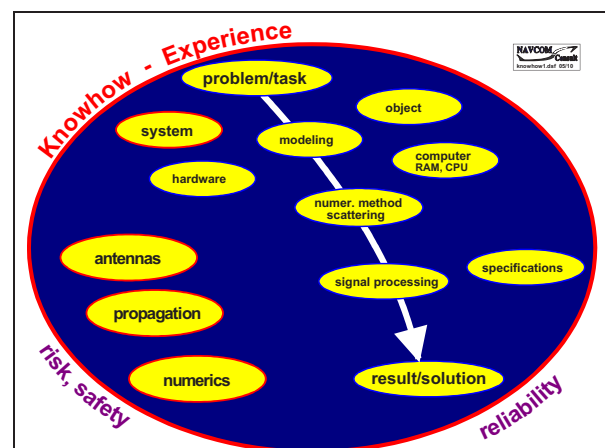 Knowhow - Experience
NAVCOM
Consult
knowhow1.dsf 05/10
problem/task
object
system
modeling
computer
RAM, CPU
hardware
numer. method
scattering
antennas
specifications
signal processing
propagation
numerics
result/solution
risk, safety
reliability